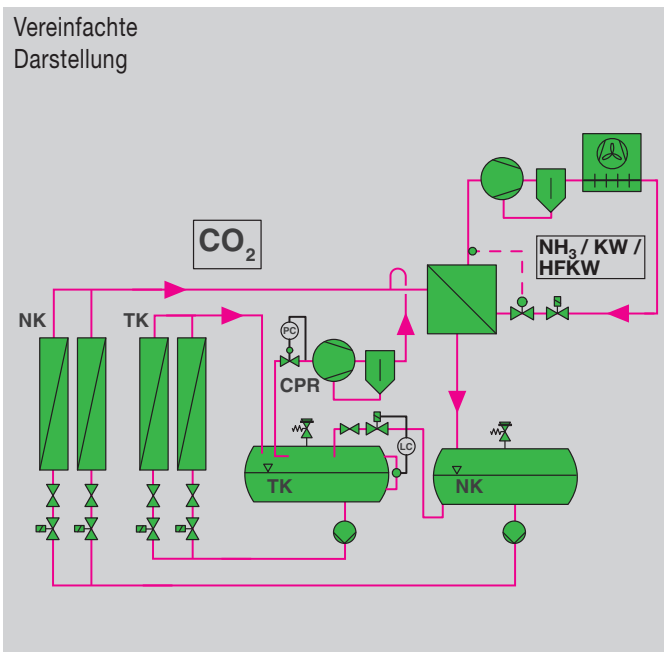 Vereinfachte
Darstellung
CO₂
NH₃ / KW /
HFKW
NK
TK
PC
CPR
LC
TK
NK